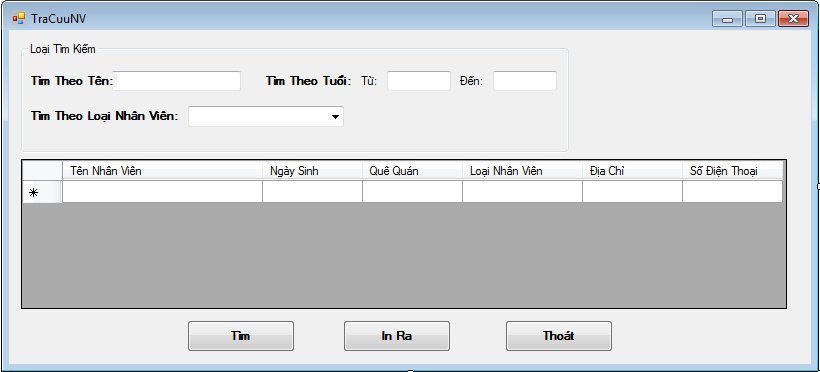 TraCuuNV
Loại Tìm Kiếm
Tìm Theo Tên: Tìm Theo Tuổi: Từ: Đến:
Tìm Theo Loại Nhân Viên:
Tên Nhân Viên Ngày Sinh Quê Quán Loại Nhân Viên Địa Chỉ Số Điện Thoại
Tìm In Ra Thoát